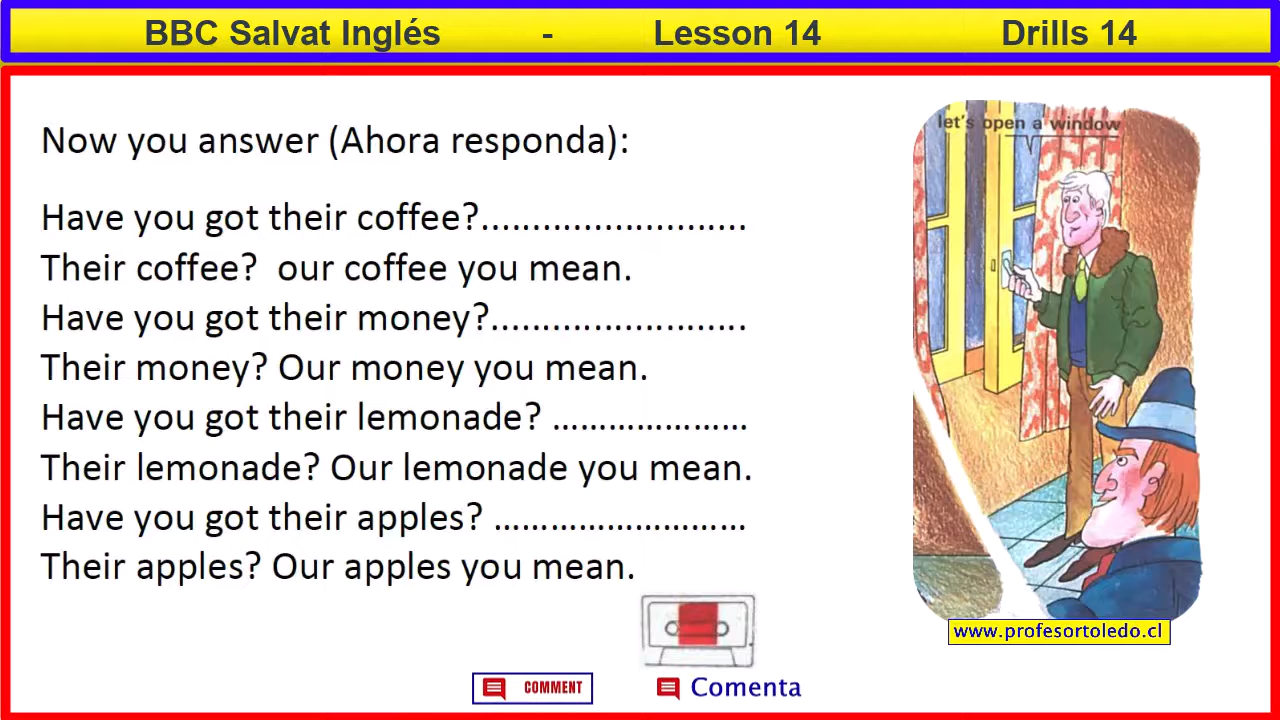 BBC Salvat Inglés - Lesson 14 Drills 14
let's open a window
Now you answer (Ahora responda):
Have you got their coffee?..........................
Their coffee?  our coffee you mean.
Have you got their money?.........................
Their money? Our money you mean.
Have you got their lemonade? …………………
Their lemonade? Our lemonade you mean.
Have you got their apples? ………………………
Their apples? Our apples you mean.
www.profesortoledo.cl
COMMENT Comenta